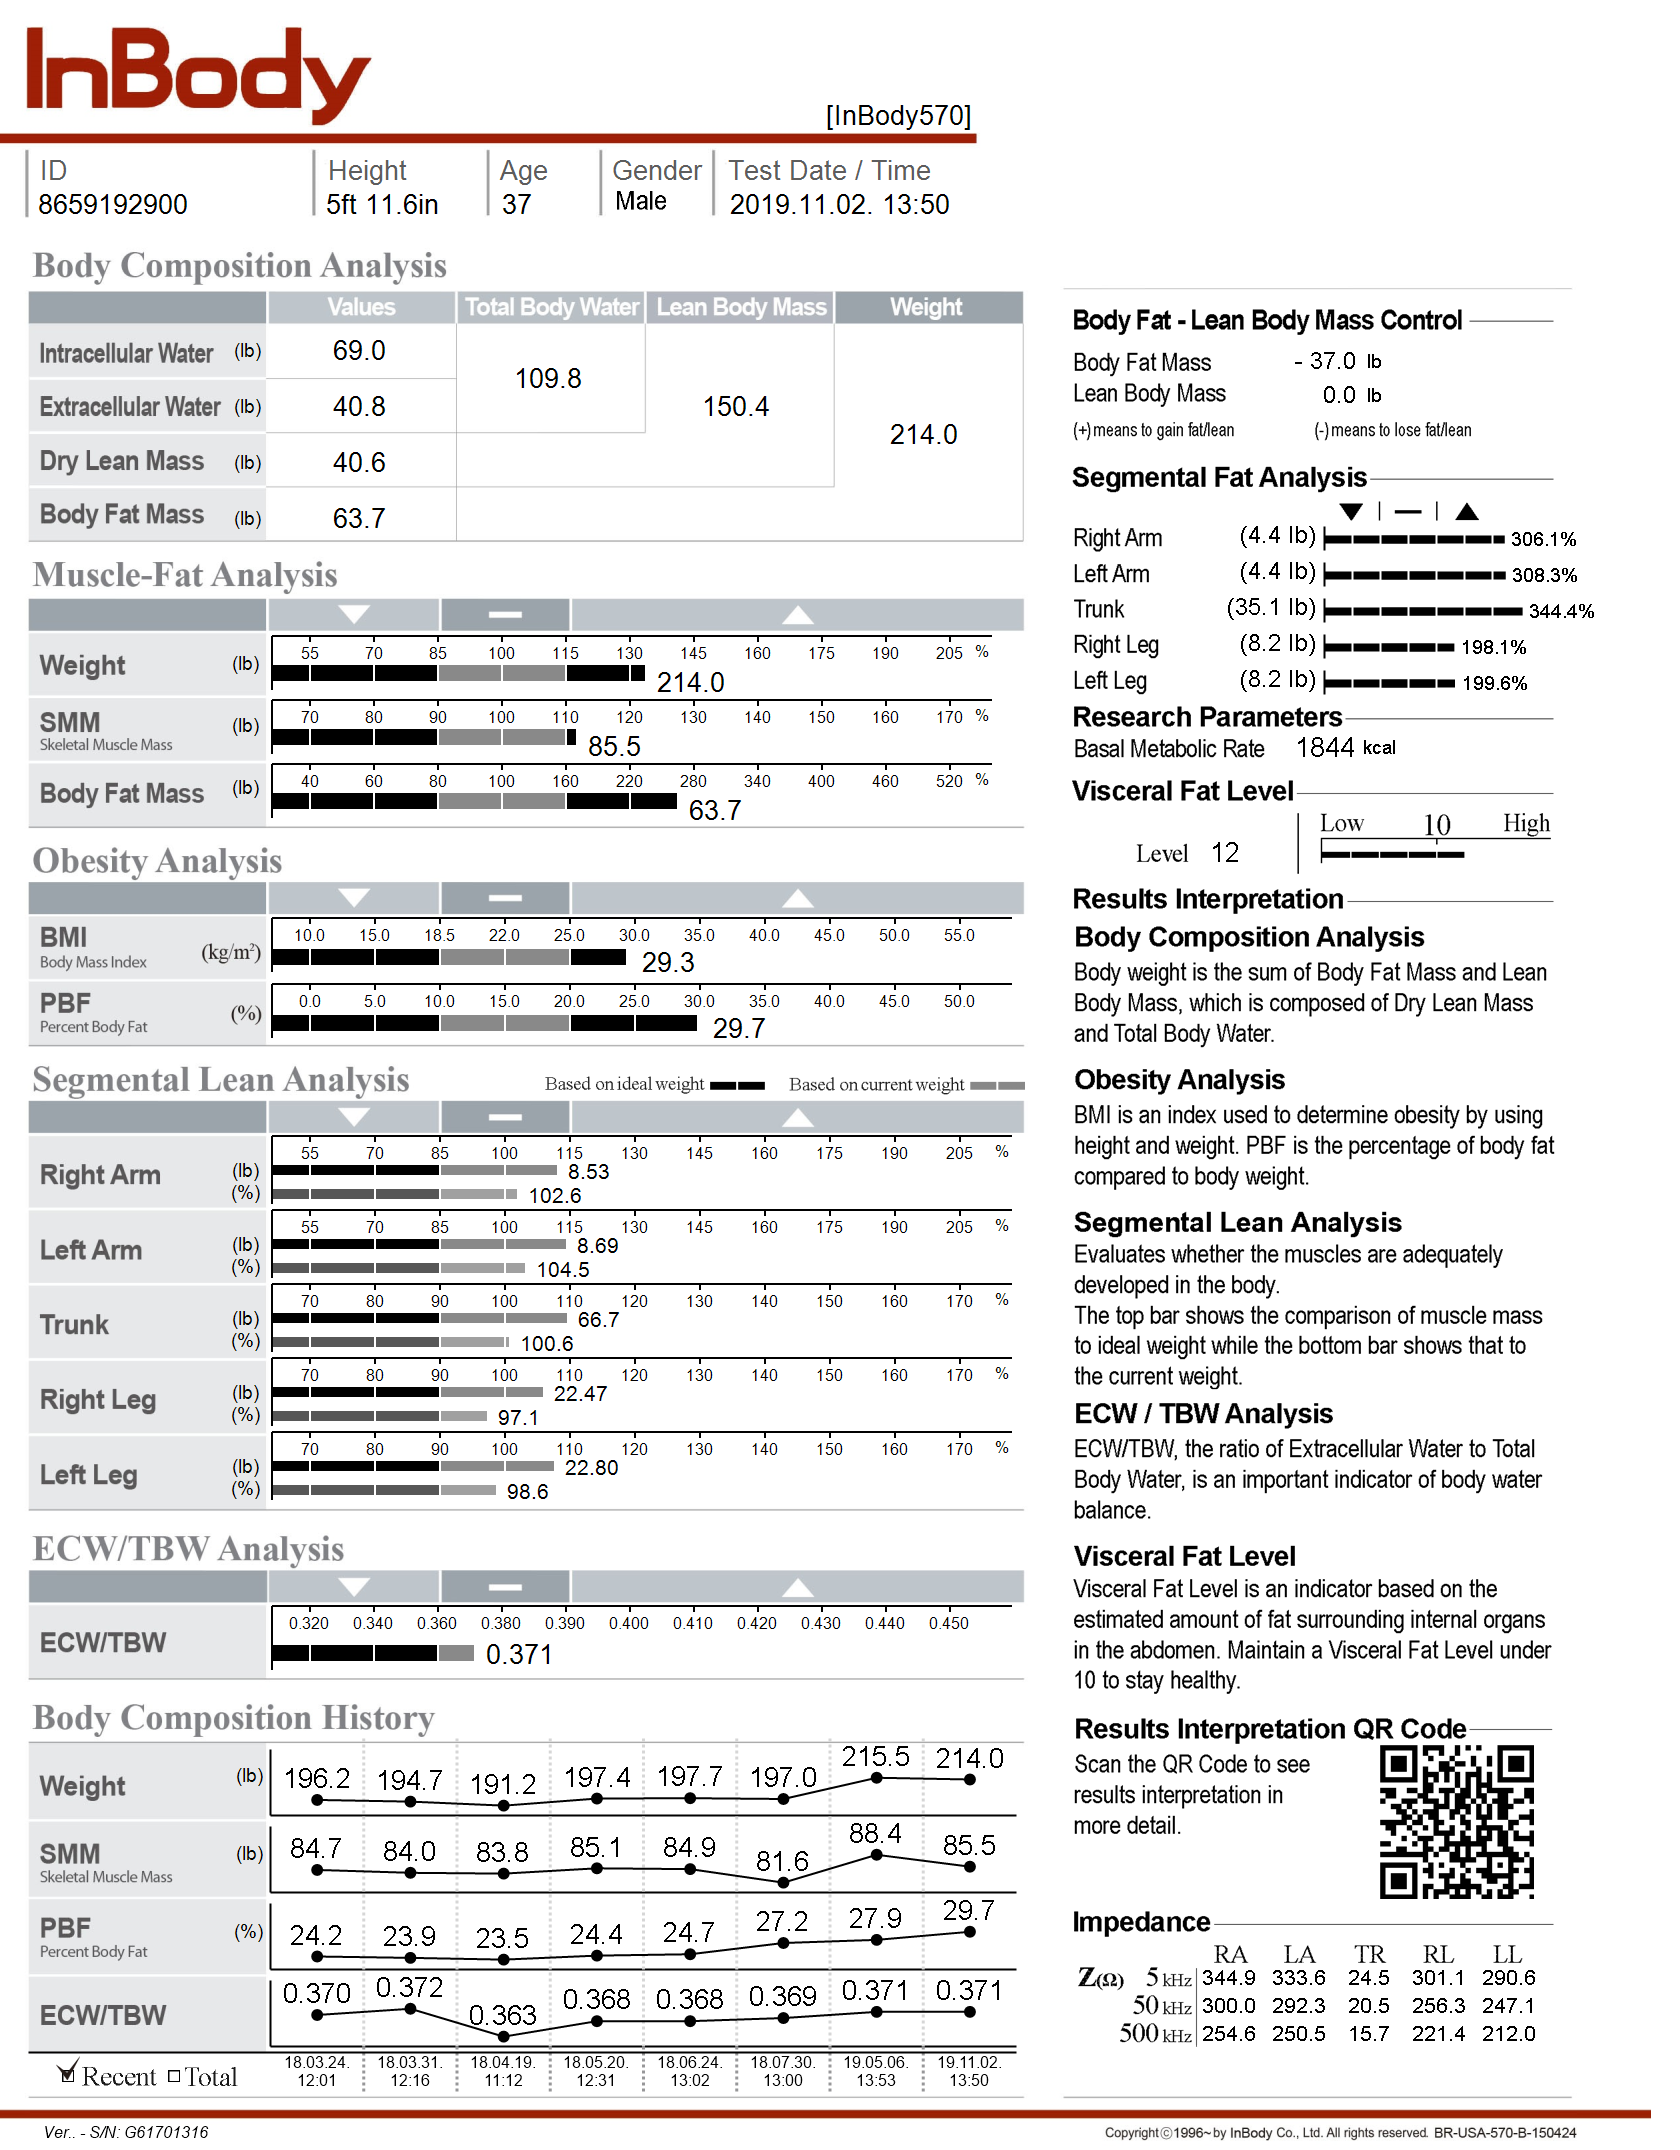 InBody
[InBody570]
ID Height Age Gender Test Date / Time
8659192900 5ft 11.6in 37 Male 2019.11.02. 13:50
Body Composition Analysis
Values Total Body Water Lean Body Mass Weight
Intracellular Water (lb) 69.0
109.8
Extracellular Water (lb) 40.8
150.4
214.0
Dry Lean Mass (lb) 40.6
Body Fat Mass (lb) 63.7
Muscle-Fat Analysis
55 70 85 100 115 130 145 160 175 190 205 %
Weight (lb) 214.0
70 80 90 100 110 120 130 140 150 160 170 %
SMM (lb) 85.5
Skeletal Muscle Mass
40 60 80 100 160 220 280 340 400 460 520 %
Body Fat Mass (lb) 63.7
Obesity Analysis
10.0 15.0 18.5 22.0 25.0 30.0 35.0 40.0 45.0 50.0 55.0
BMI (kg/m²) 29.3
Body Mass Index
0.0 5.0 10.0 15.0 20.0 25.0 30.0 35.0 40.0 45.0 50.0
PBF (%) 29.7
Percent Body Fat
Segmental Lean Analysis Based on ideal weight Based on current weight
55 70 85 100 115 130 145 160 175 190 205 %
Right Arm (lb) 8.53
(%) 102.6
55 70 85 100 115 130 145 160 175 190 205 %
Left Arm (lb) 8.69
(%) 104.5
70 80 90 100 110 120 130 140 150 160 170 %
Trunk (lb) 66.7
(%) 100.6
70 80 90 100 110 120 130 140 150 160 170 %
Right Leg (lb) 22.47
(%) 97.1
70 80 90 100 110 120 130 140 150 160 170 %
Left Leg (lb) 22.80
(%) 98.6
ECW/TBW Analysis
0.320 0.340 0.360 0.380 0.390 0.400 0.410 0.420 0.430 0.440 0.450
ECW/TBW 0.371
Body Composition History
Weight (lb) 196.2 194.7 191.2 197.4 197.7 197.0 215.5 214.0
SMM (lb) 84.7 84.0 83.8 85.1 84.9 81.6 88.4 85.5
Skeletal Muscle Mass
PBF (%) 24.2 23.9 23.5 24.4 24.7 27.2 27.9 29.7
Percent Body Fat
ECW/TBW 0.370 0.372 0.363 0.368 0.368 0.369 0.371 0.371
Recent Total
18.03.24. 18.03.31. 18.04.19. 18.05.20. 18.06.24. 18.07.30. 19.05.06. 19.11.02.
12:01 12:16 11:12 12:31 13:02 13:00 13:53 13:50
Body Fat - Lean Body Mass Control
Body Fat Mass - 37.0 lb
Lean Body Mass 0.0 lb
(+) means to gain fat/lean (-) means to lose fat/lean
Segmental Fat Analysis
Right Arm (4.4 lb) 306.1%
Left Arm (4.4 lb) 308.3%
Trunk (35.1 lb) 344.4%
Right Leg (8.2 lb) 198.1%
Left Leg (8.2 lb) 199.6%
Research Parameters
Basal Metabolic Rate 1844 kcal
Visceral Fat Level
Low 10 High
Level 12
Results Interpretation
Body Composition Analysis
Body weight is the sum of Body Fat Mass and Lean
Body Mass, which is composed of Dry Lean Mass
and Total Body Water.
Obesity Analysis
BMI is an index used to determine obesity by using
height and weight. PBF is the percentage of body fat
compared to body weight.
Segmental Lean Analysis
Evaluates whether the muscles are adequately
developed in the body.
The top bar shows the comparison of muscle mass
to ideal weight while the bottom bar shows that to
the current weight.
ECW / TBW Analysis
ECW/TBW, the ratio of Extracellular Water to Total
Body Water, is an important indicator of body water
balance.
Visceral Fat Level
Visceral Fat Level is an indicator based on the
estimated amount of fat surrounding internal organs
in the abdomen. Maintain a Visceral Fat Level under
10 to stay healthy.
Results Interpretation QR Code
Scan the QR Code to see
results interpretation in
more detail.
Impedance
RA LA TR RL LL
Z(Ω) 5 kHz 344.9 333.6 24.5 301.1 290.6
50 kHz 300.0 292.3 20.5 256.3 247.1
500 kHz 254.6 250.5 15.7 221.4 212.0
Ver.. - S/N: G61701316
Copyright ⓒ 1996~ by InBody Co., Ltd. All rights reserved. BR-USA-570-B-150424